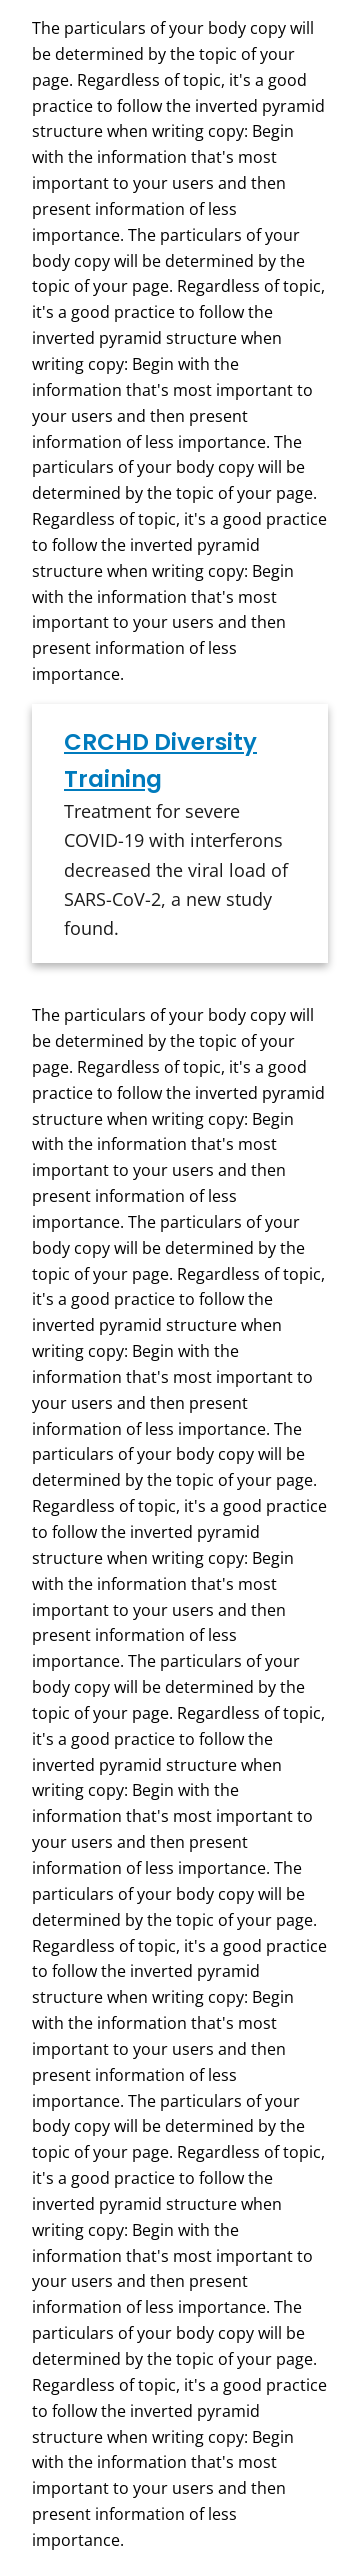 The particulars of your body copy will
be determined by the topic of your
page. Regardless of topic, it's a good
practice to follow the inverted pyramid
structure when writing copy: Begin
with the information that's most
important to your users and then
present information of less
importance. The particulars of your
body copy will be determined by the
topic of your page. Regardless of topic,
it's a good practice to follow the
inverted pyramid structure when
writing copy: Begin with the
information that's most important to
your users and then present
information of less importance. The
particulars of your body copy will be
determined by the topic of your page.
Regardless of topic, it's a good practice
to follow the inverted pyramid
structure when writing copy: Begin
with the information that's most
important to your users and then
present information of less
importance.
CRCHD Diversity
Training
Treatment for severe
COVID-19 with interferons
decreased the viral load of
SARS-CoV-2, a new study
found.
The particulars of your body copy will
be determined by the topic of your
page. Regardless of topic, it's a good
practice to follow the inverted pyramid
structure when writing copy: Begin
with the information that's most
important to your users and then
present information of less
importance. The particulars of your
body copy will be determined by the
topic of your page. Regardless of topic,
it's a good practice to follow the
inverted pyramid structure when
writing copy: Begin with the
information that's most important to
your users and then present
information of less importance. The
particulars of your body copy will be
determined by the topic of your page.
Regardless of topic, it's a good practice
to follow the inverted pyramid
structure when writing copy: Begin
with the information that's most
important to your users and then
present information of less
importance. The particulars of your
body copy will be determined by the
topic of your page. Regardless of topic,
it's a good practice to follow the
inverted pyramid structure when
writing copy: Begin with the
information that's most important to
your users and then present
information of less importance. The
particulars of your body copy will be
determined by the topic of your page.
Regardless of topic, it's a good practice
to follow the inverted pyramid
structure when writing copy: Begin
with the information that's most
important to your users and then
present information of less
importance. The particulars of your
body copy will be determined by the
topic of your page. Regardless of topic,
it's a good practice to follow the
inverted pyramid structure when
writing copy: Begin with the
information that's most important to
your users and then present
information of less importance. The
particulars of your body copy will be
determined by the topic of your page.
Regardless of topic, it's a good practice
to follow the inverted pyramid
structure when writing copy: Begin
with the information that's most
important to your users and then
present information of less
importance.